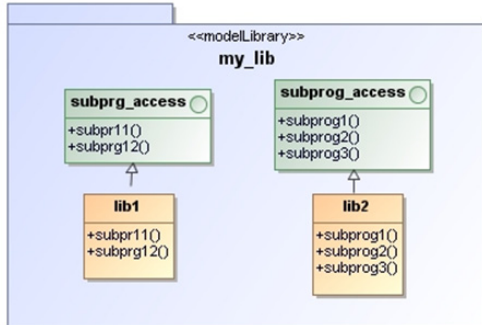 <<modelLibrary>>
my_lib
subprg_access
+subpr11()
+subprg12()
subprog_access
+subprog1()
+subprog2()
+subprog3()
lib1
+subpr11()
+subprg12()
lib2
+subprog1()
+subprog2()
+subprog3()